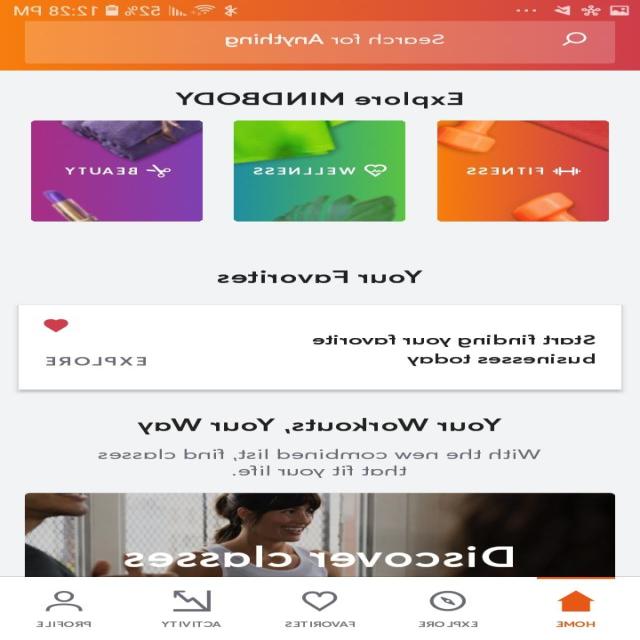 52% 12:28 PM
Search for Anything
Explore MINDBODY
FITNESS
WELLNESS
BEAUTY
Your Favorites
Start finding your favorite
businesses today
EXPLORE
Your Workouts, Your Way
With the new combined list, find classes
that fit your life.
Discover classes
HOME
EXPLORE
FAVORITES
ACTIVITY
PROFILE